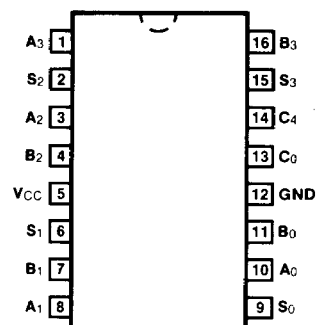 A3 1 16 B3
S2 2 15 S3
A2 3 14 C4
B2 4 13 C0
VCC 5 12 GND
S1 6 11 B0
B1 7 10 A0
A1 8 9 S0